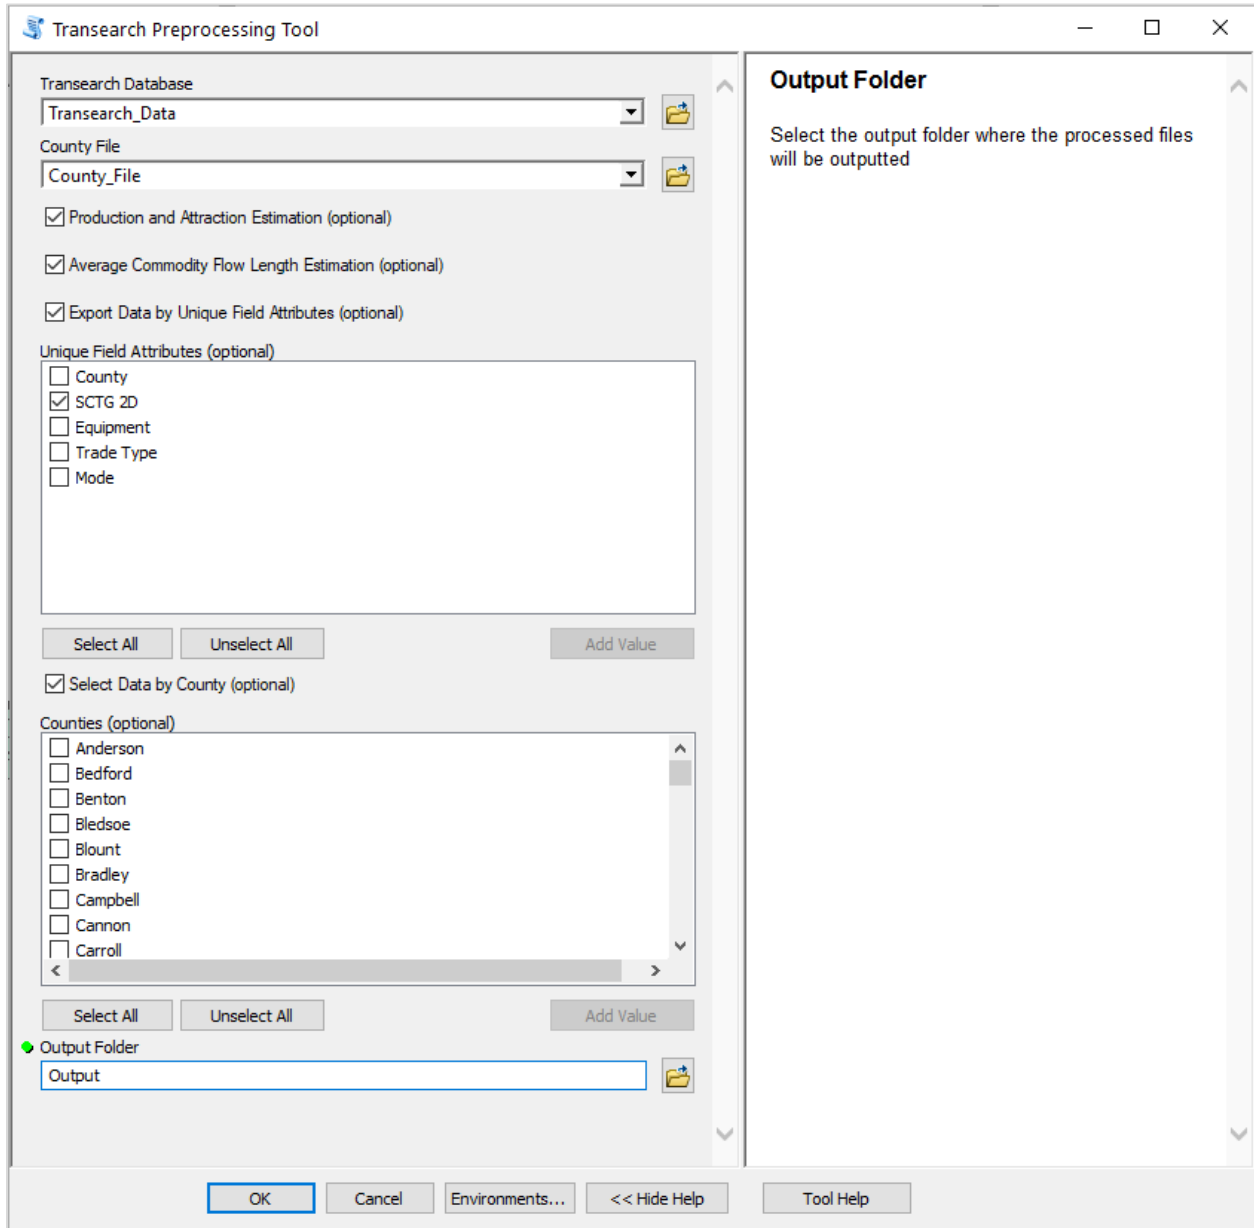 Transearch Preprocessing Tool
Transearch Database
Transearch_Data
County File
County_File
Production and Attraction Estimation (optional)
Average Commodity Flow Length Estimation (optional)
Export Data by Unique Field Attributes (optional)
Unique Field Attributes (optional)
County
SCTG 2D
Equipment
Trade Type
Mode
Select All Unselect All Add Value
Select Data by County (optional)
Counties (optional)
Anderson
Bedford
Benton
Bledsoe
Blount
Bradley
Campbell
Cannon
Carroll
Select All Unselect All Add Value
Output Folder
Output
Output Folder
Select the output folder where the processed files
will be outputted
OK Cancel Environments... << Hide Help Tool Help